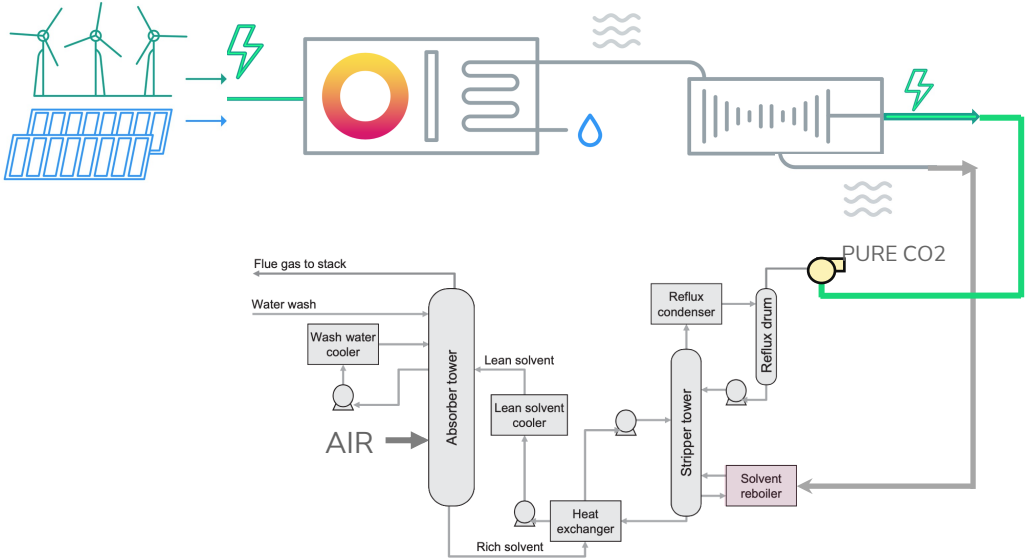 PURE CO2
Flue gas to stack
Water wash
Wash water
cooler
Absorber tower
AIR
Lean solvent
Lean solvent
cooler
Rich solvent
Heat
exchanger
Reflux
condenser
Reflux drum
Stripper tower
Solvent
reboiler